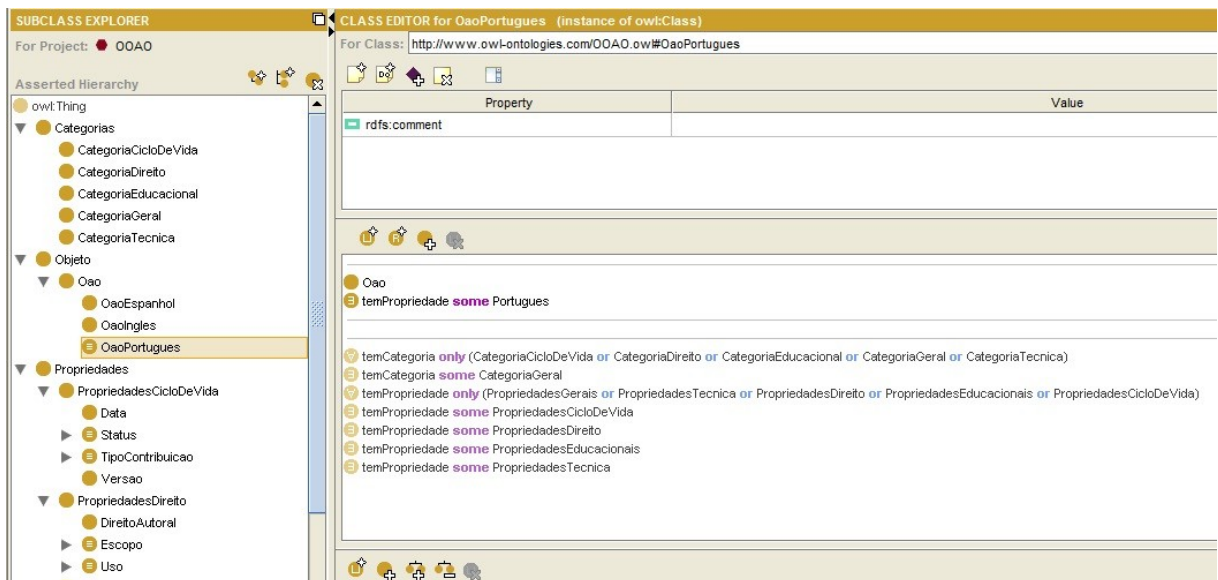 SUBCLASS EXPLORER
For Project: OOAO
Asserted Hierarchy
owl:Thing
Categorias
CategoriaCicloDeVida
CategoriaDireito
CategoriaEducacional
CategoriaGeral
CategoriaTecnica
Objeto
Oao
OaoEspanhol
OaoIngles
OaoPortugues
Propriedades
PropriedadesCicloDeVida
Data
Status
TipoContribuicao
Versao
PropriedadesDireito
DireitoAutoral
Escopo
Uso
CLASS EDITOR for OaoPortugues (instance of owl:Class)
For Class: http://www.owl-ontologies.com/OOAO.owl#OaoPortugues
Property Value
rdfs:comment
Oao
temPropriedade some Portugues
temCategoria only (CategoriaCicloDeVida or CategoriaDireito or CategoriaEducacional or CategoriaGeral or CategoriaTecnica)
temCategoria some CategoriaGeral
temPropriedade only (PropriedadesGerais or PropriedadesTecnica or PropriedadesDireito or PropriedadesEducacionais or PropriedadesCicloDeVida)
temPropriedade some PropriedadesCicloDeVida
temPropriedade some PropriedadesDireito
temPropriedade some PropriedadesEducacionais
temPropriedade some PropriedadesTecnica